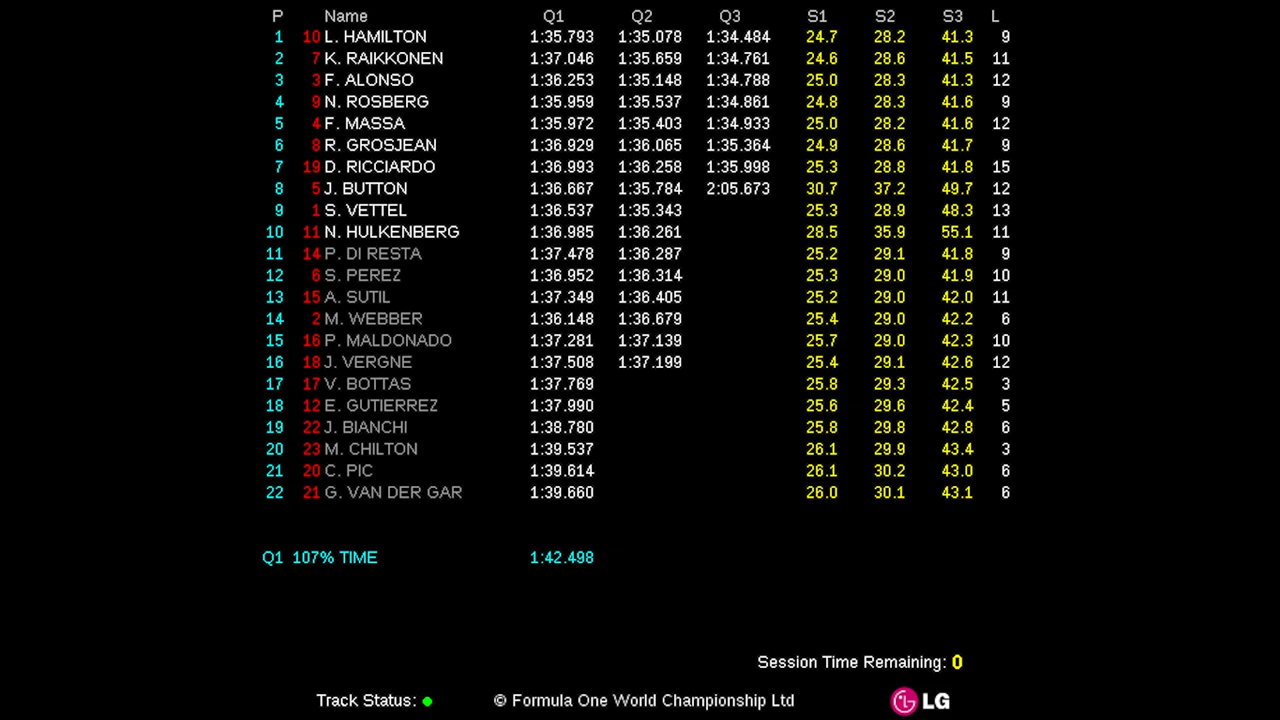 P Name Q1 Q2 Q3 S1 S2 S3 L
1 10 L. HAMILTON 1:35.793 1:35.078 1:34.484 24.7 28.2 41.3 9
2 7 K. RAIKKONEN 1:37.046 1:35.659 1:34.761 24.6 28.6 41.5 11
3 3 F. ALONSO 1:36.253 1:35.148 1:34.788 25.0 28.3 41.3 12
4 9 N. ROSBERG 1:35.959 1:35.537 1:34.861 24.8 28.3 41.6 9
5 4 F. MASSA 1:35.972 1:35.403 1:34.933 25.0 28.2 41.6 12
6 8 R. GROSJEAN 1:36.929 1:36.065 1:35.364 24.9 28.6 41.7 9
7 19 D. RICCIARDO 1:36.993 1:36.258 1:35.998 25.3 28.8 41.8 15
8 5 J. BUTTON 1:36.667 1:35.784 2:05.673 30.7 37.2 49.7 12
9 1 S. VETTEL 1:36.537 1:35.343 25.3 28.9 48.3 13
10 11 N. HULKENBERG 1:36.985 1:36.261 28.5 35.9 55.1 11
11 14 P. DI RESTA 1:37.478 1:36.287 25.2 29.1 41.8 9
12 6 S. PEREZ 1:36.952 1:36.314 25.3 29.0 41.9 10
13 15 A. SUTIL 1:37.349 1:36.405 25.2 29.0 42.0 11
14 2 M. WEBBER 1:36.148 1:36.679 25.4 29.0 42.2 6
15 16 P. MALDONADO 1:37.281 1:37.139 25.7 29.0 42.3 10
16 18 J. VERGNE 1:37.508 1:37.199 25.4 29.1 42.6 12
17 17 V. BOTTAS 1:37.769 25.8 29.3 42.5 3
18 12 E. GUTIERREZ 1:37.990 25.6 29.6 42.4 5
19 22 J. BIANCHI 1:38.780 25.8 29.8 42.8 6
20 23 M. CHILTON 1:39.537 26.1 29.9 43.4 3
21 20 C. PIC 1:39.614 26.1 30.2 43.0 6
22 21 G. VAN DER GAR 1:39.660 26.0 30.1 43.1 6
Q1 107% TIME 1:42.498
Session Time Remaining: 0
Track Status: © Formula One World Championship Ltd LG